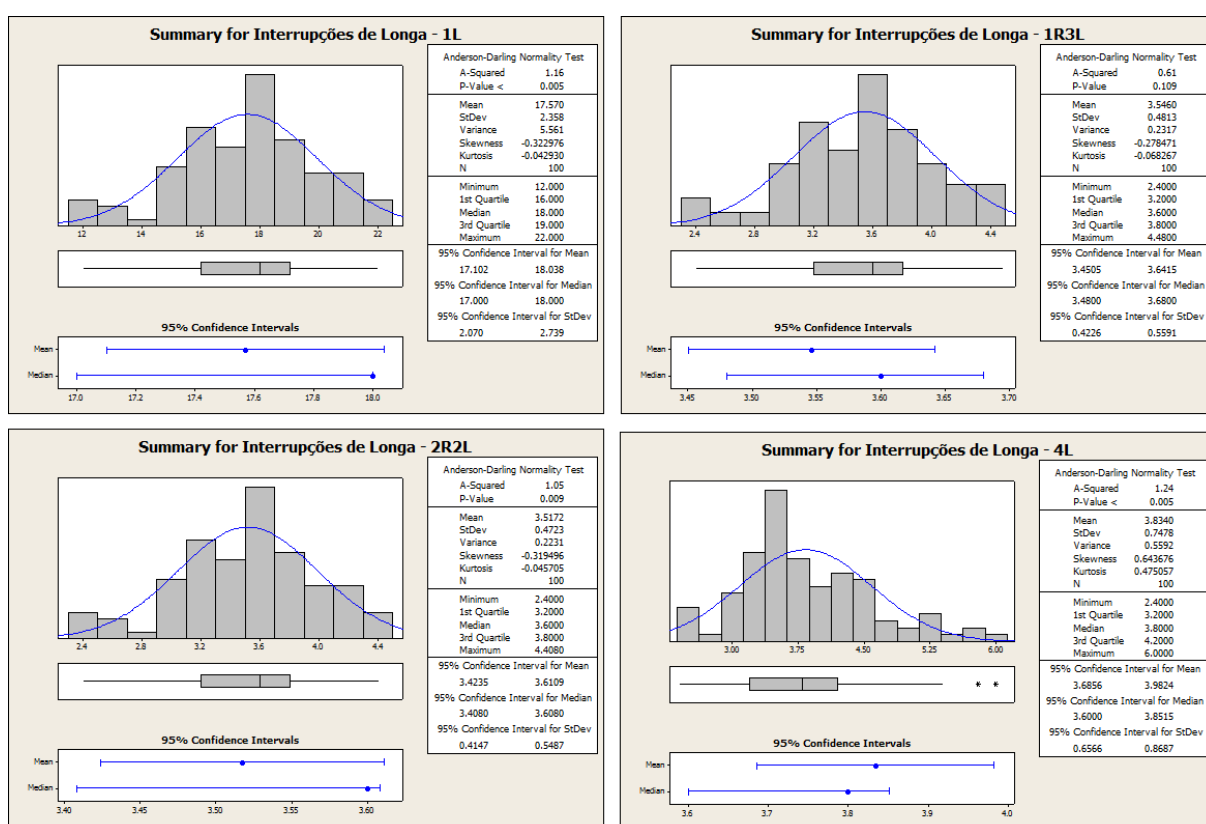 Summary for Interrupções de Longa - 1L
Anderson-Darling Normality Test
A-Squared 1.16
P-Value < 0.005
Mean 17.570
StDev 2.358
Variance 5.561
Skewness -0.322976
Kurtosis -0.042930
N 100
Minimum 12.000
1st Quartile 16.000
Median 18.000
3rd Quartile 19.000
Maximum 22.000
95% Confidence Interval for Mean
17.102 18.038
95% Confidence Interval for Median
17.000 18.000
95% Confidence Interval for StDev
2.070 2.739
12 14 16 18 20 22
95% Confidence Intervals
Mean
Median
17.0 17.2 17.4 17.6 17.8 18.0
Summary for Interrupções de Longa - 1R3L
Anderson-Darling Normality Test
A-Squared 0.61
P-Value 0.109
Mean 3.5460
StDev 0.4813
Variance 0.2317
Skewness -0.278471
Kurtosis -0.068267
N 100
Minimum 2.4000
1st Quartile 3.2000
Median 3.6000
3rd Quartile 3.8000
Maximum 4.4800
95% Confidence Interval for Mean
3.4505 3.6415
95% Confidence Interval for Median
3.4800 3.6800
95% Confidence Interval for StDev
0.4226 0.5591
2.4 2.8 3.2 3.6 4.0 4.4
95% Confidence Intervals
Mean
Median
3.45 3.50 3.55 3.60 3.65 3.70
Summary for Interrupções de Longa - 2R2L
Anderson-Darling Normality Test
A-Squared 1.05
P-Value 0.009
Mean 3.5172
StDev 0.4723
Variance 0.2231
Skewness -0.319496
Kurtosis -0.045705
N 100
Minimum 2.4000
1st Quartile 3.2000
Median 3.6000
3rd Quartile 3.8000
Maximum 4.4080
95% Confidence Interval for Mean
3.4235 3.6109
95% Confidence Interval for Median
3.4080 3.6080
95% Confidence Interval for StDev
0.4147 0.5487
2.4 2.8 3.2 3.6 4.0 4.4
95% Confidence Intervals
Mean
Median
3.40 3.45 3.50 3.55 3.60
Summary for Interrupções de Longa - 4L
Anderson-Darling Normality Test
A-Squared 1.24
P-Value < 0.005
Mean 3.8340
StDev 0.7478
Variance 0.5592
Skewness 0.643676
Kurtosis 0.475057
N 100
Minimum 2.4000
1st Quartile 3.2000
Median 3.8000
3rd Quartile 4.2000
Maximum 6.0000
95% Confidence Interval for Mean
3.6856 3.9824
95% Confidence Interval for Median
3.6000 3.8515
95% Confidence Interval for StDev
0.6566 0.8687
3.00 3.75 4.50 5.25 6.00
95% Confidence Intervals
Mean
Median
3.6 3.7 3.8 3.9 4.0